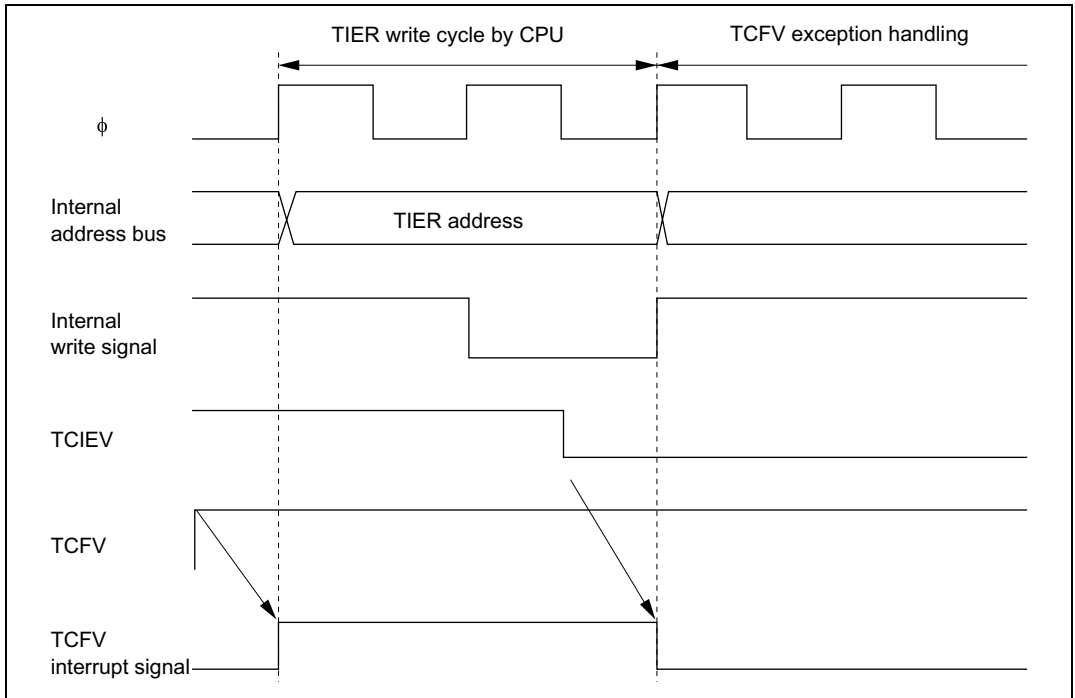 TIER write cycle by CPU
TCFV exception handling
ϕ
Internal
address bus
TIER address
Internal
write signal
TCIEV
TCFV
TCFV
interrupt signal